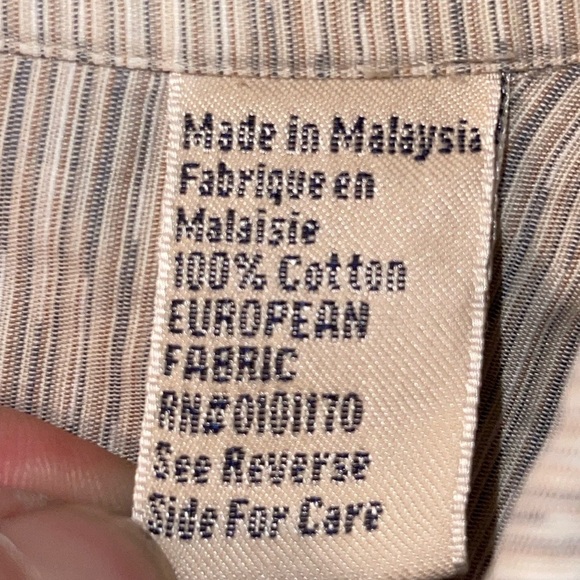 Made in Malaysia
Fabrique en
Malaisie
100% Cotton
EUROPEAN
FABRIC
RN#0101170
See Reverse
Side For Care